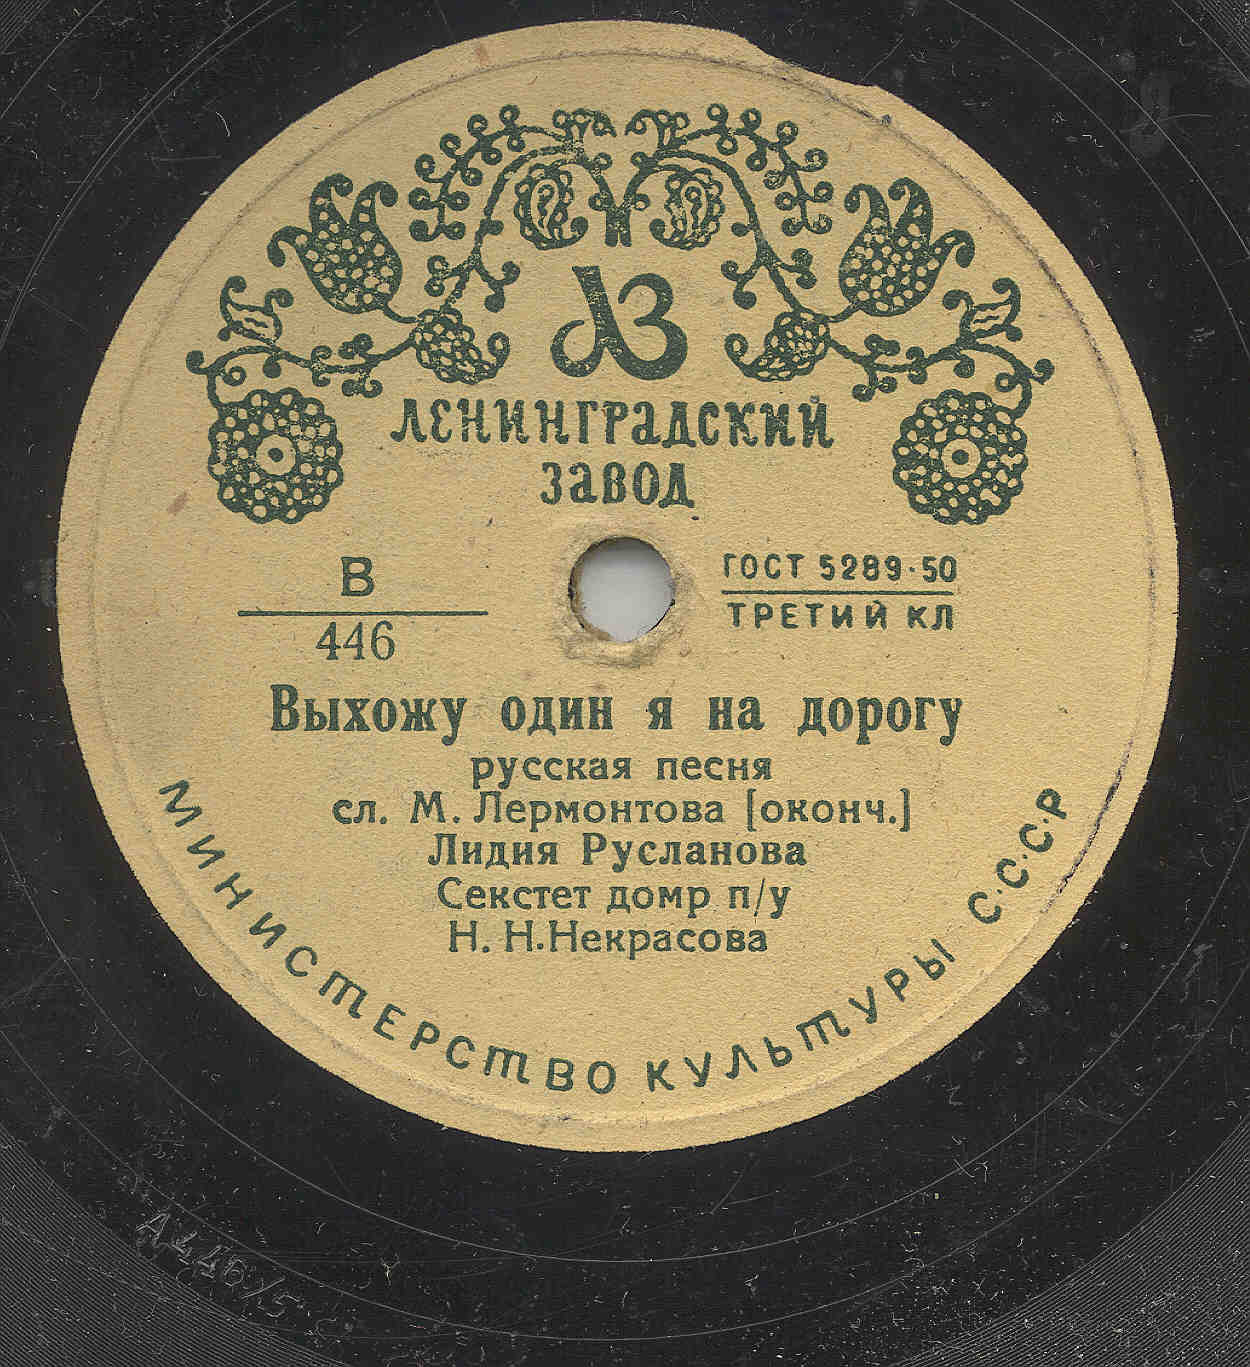 ЛЗ
ЛЕНИНГРАДСКИЙ
ЗАВОД
В
446
ГОСТ 5289·50
ТРЕТИЙ КЛ
Выхожу один я на дорогу
русская песня
сл. М. Лермонтова [оконч.]
Лидия Русланова
Секстет домр п/у
Н. Н.Некрасова
МИНИСТЕРСТВО КУЛЬТУРЫ С·С·С·Р